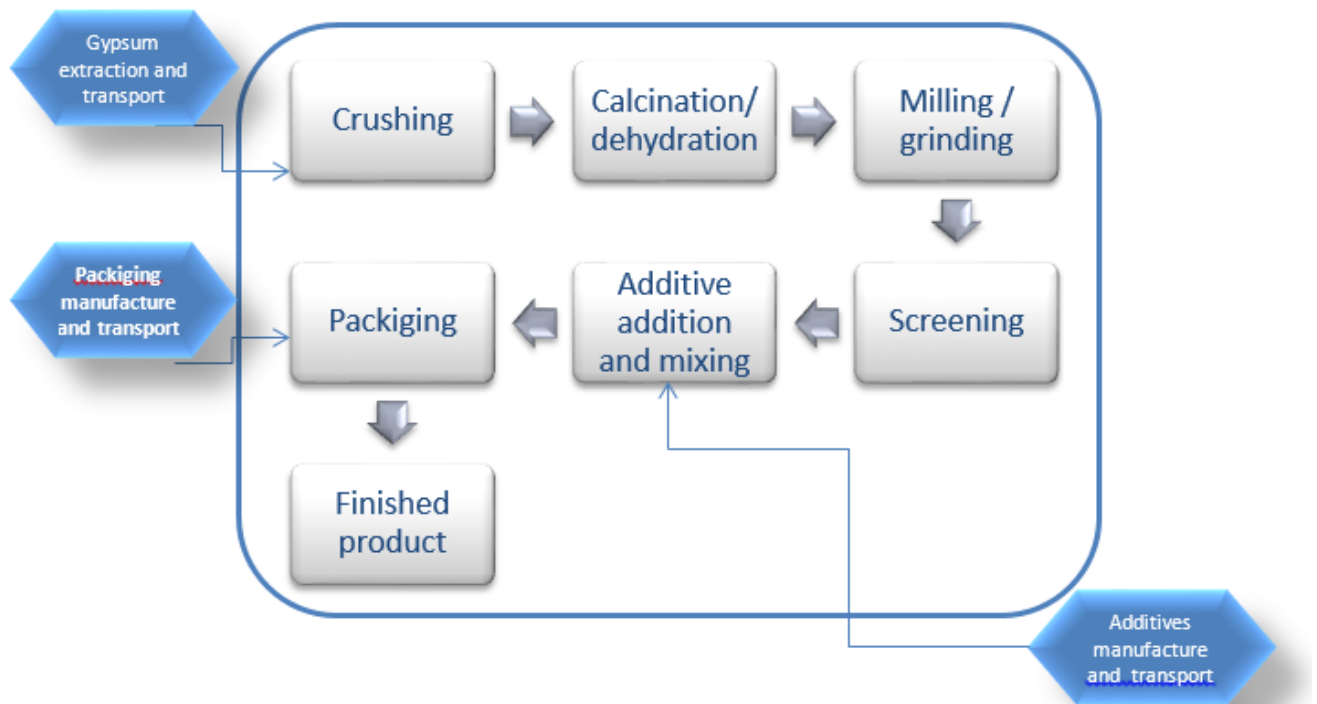 Gypsum
extraction and
transport
Crushing
Calcination/
dehydration
Milling /
grinding
Packiging
manufacture
and transport
Packiging
Additive
addition
and mixing
Screening
Finished
product
Additives
manufacture
and transport